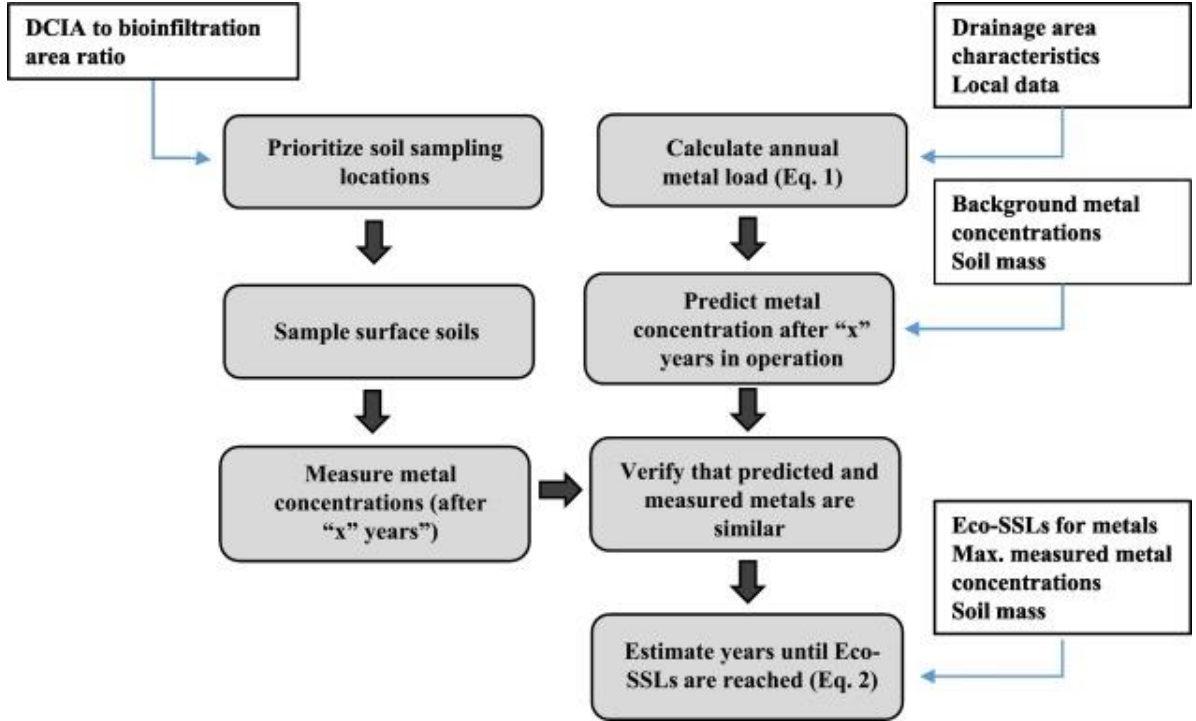 DCIA to bioinfiltration
area ratio
Drainage area
characteristics
Local data
Prioritize soil sampling
locations
Calculate annual
metal load (Eq. 1)
Background metal
concentrations
Soil mass
Sample surface soils
Predict metal
concentration after “x”
years in operation
Measure metal
concentrations (after
“x” years”)
Verify that predicted and
measured metals are
similar
Eco-SSLs for metals
Max. measured metal
concentrations
Soil mass
Estimate years until Eco-
SSLs are reached (Eq. 2)